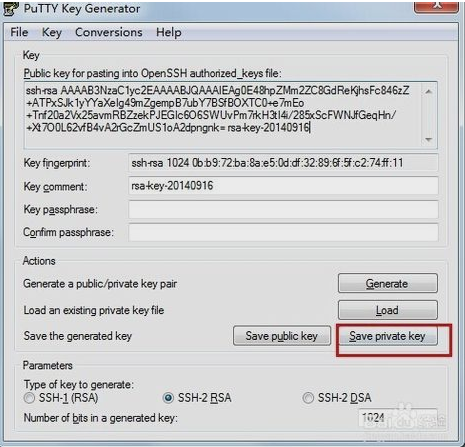 PuTTY Key Generator
File Key Conversions Help
Key
Public key for pasting into OpenSSH authorized_keys file:
ssh-rsa AAAAB3NzaC1yc2EAAAABJQAAAIEAg0E48hpZMm2ZC8GdReKjhsFc846zZ
+ATPxSJk1yYYaXeIg49mZgempB7ubY7BSfBOXTC0+e7mEo
+Tnf20a2Vx25avmRBZzekPJEGIc6O6SWUvPm7rkH3tI4i/285xScFWNJfGeqHn/
+Xt7O0L62vfB4vA2rGcZmUS1oA2dpngnk= rsa-key-20140916
Key fingerprint: ssh-rsa 1024 0b:b9:72:ba:8a:e5:0d:df:32:89:6f:5f:c2:74:ff:11
Key comment: rsa-key-20140916
Key passphrase:
Confirm passphrase:
Actions
Generate a public/private key pair Generate
Load an existing private key file Load
Save the generated key Save public key Save private key
Parameters
Type of key to generate:
SSH-1 (RSA) SSH-2 RSA SSH-2 DSA
Number of bits in a generated key: 1024